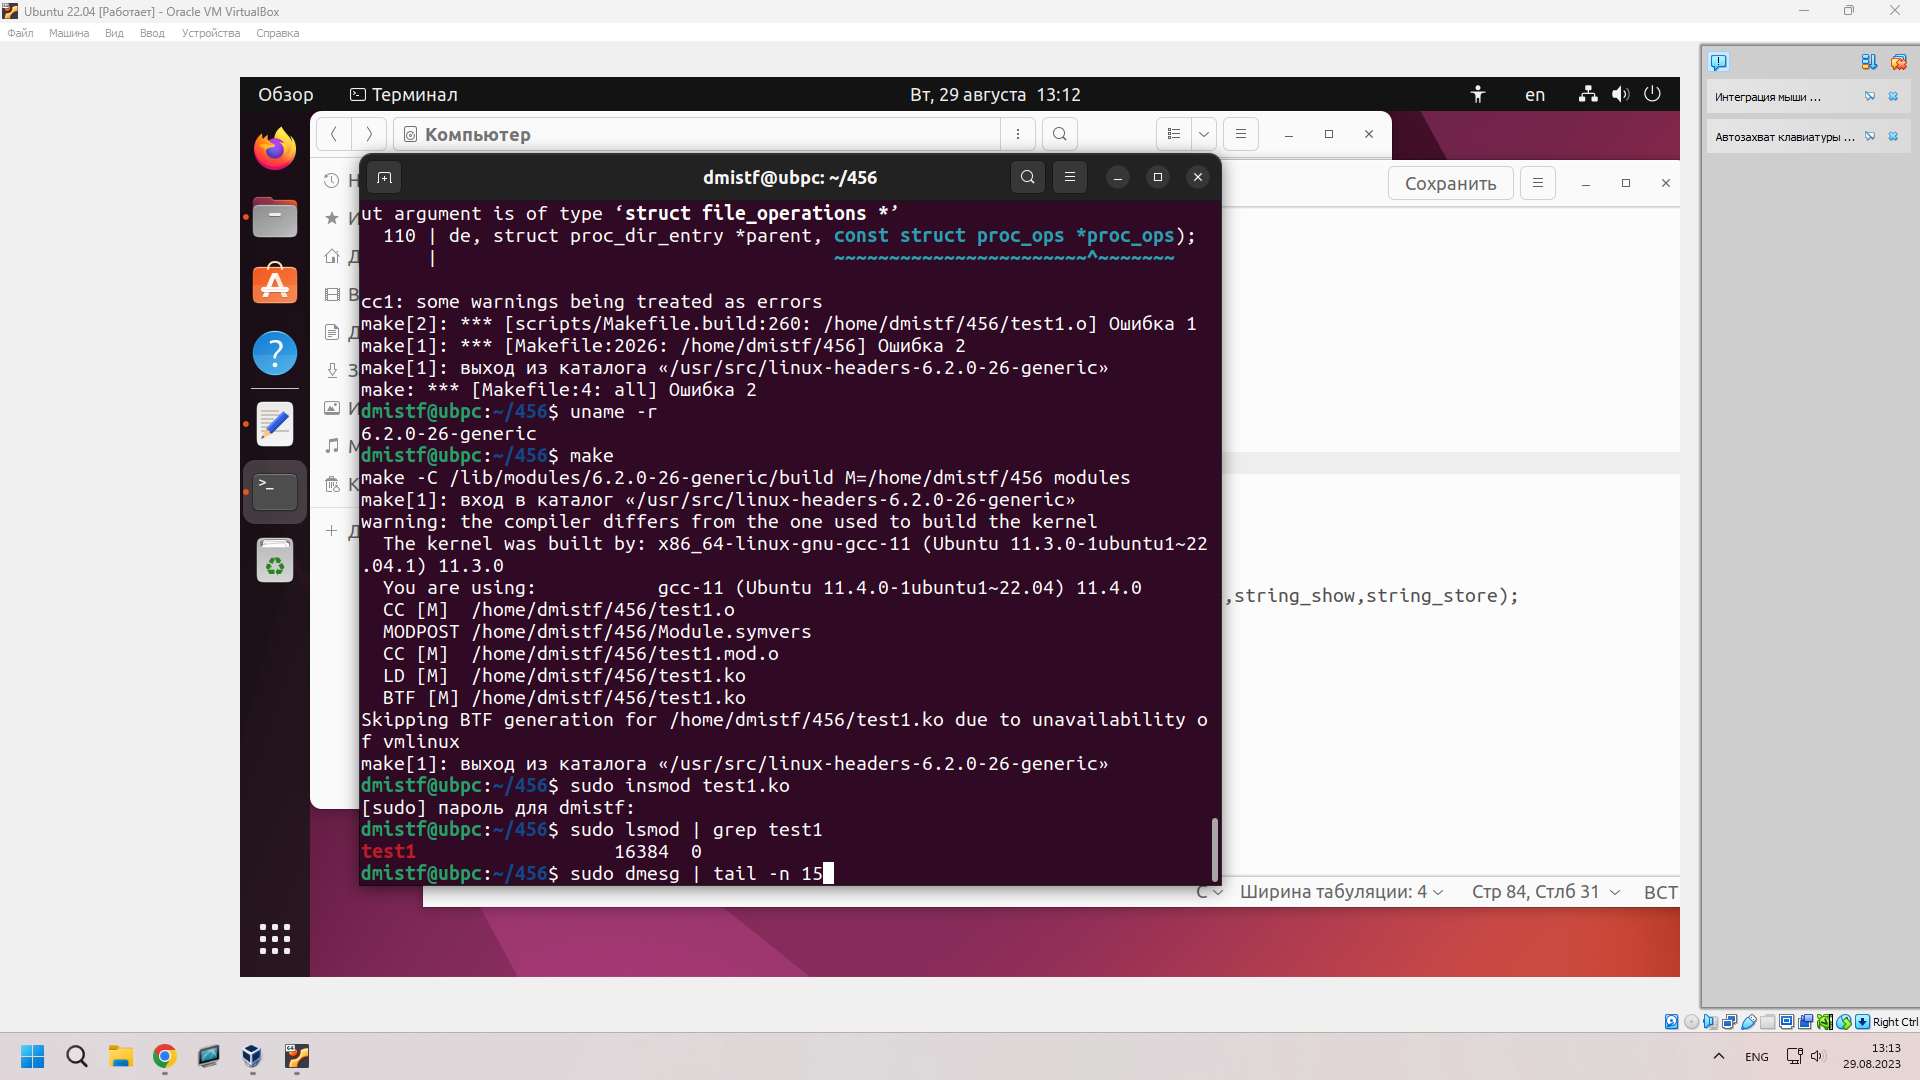 Ubuntu 22.04 [Работает] - Oracle VM VirtualBox
Файл Машина Вид Ввод Устройства Справка
Обзор Терминал Вт, 29 августа 13:12 en
Компьютер
Интеграция мыши ...
Автозахват клавиатуры ...
dmistf@ubpc: ~/456
Сохранить
ut argument is of type ‘struct file_operations *’
110 | de, struct proc_dir_entry *parent, const struct proc_ops *proc_ops);
| ~~~~~~~~~~~~~~~~~~~~~~~^~~~~~~~
cc1: some warnings being treated as errors
make[2]: *** [scripts/Makefile.build:260: /home/dmistf/456/test1.o] Ошибка 1
make[1]: *** [Makefile:2026: /home/dmistf/456] Ошибка 2
make[1]: выход из каталога «/usr/src/linux-headers-6.2.0-26-generic»
make: *** [Makefile:4: all] Ошибка 2
dmistf@ubpc:~/456$ uname -r
6.2.0-26-generic
dmistf@ubpc:~/456$ make
make -C /lib/modules/6.2.0-26-generic/build M=/home/dmistf/456 modules
make[1]: вход в каталог «/usr/src/linux-headers-6.2.0-26-generic»
warning: the compiler differs from the one used to build the kernel
The kernel was built by: x86_64-linux-gnu-gcc-11 (Ubuntu 11.3.0-1ubuntu1~22
.04.1) 11.3.0
You are using: gcc-11 (Ubuntu 11.4.0-1ubuntu1~22.04) 11.4.0
CC [M] /home/dmistf/456/test1.o
MODPOST /home/dmistf/456/Module.symvers
CC [M] /home/dmistf/456/test1.mod.o
LD [M] /home/dmistf/456/test1.ko
BTF [M] /home/dmistf/456/test1.ko
Skipping BTF generation for /home/dmistf/456/test1.ko due to unavailability o
f vmlinux
make[1]: выход из каталога «/usr/src/linux-headers-6.2.0-26-generic»
dmistf@ubpc:~/456$ sudo insmod test1.ko
[sudo] пароль для dmistf:
dmistf@ubpc:~/456$ sudo lsmod | grep test1
test1 16384 0
dmistf@ubpc:~/456$ sudo dmesg | tail -n 15
,string_show,string_store);
C Ширина табуляции: 4 Стр 84, Стлб 31 ВСТ
Right Ctrl
ENG 13:13
29.08.2023